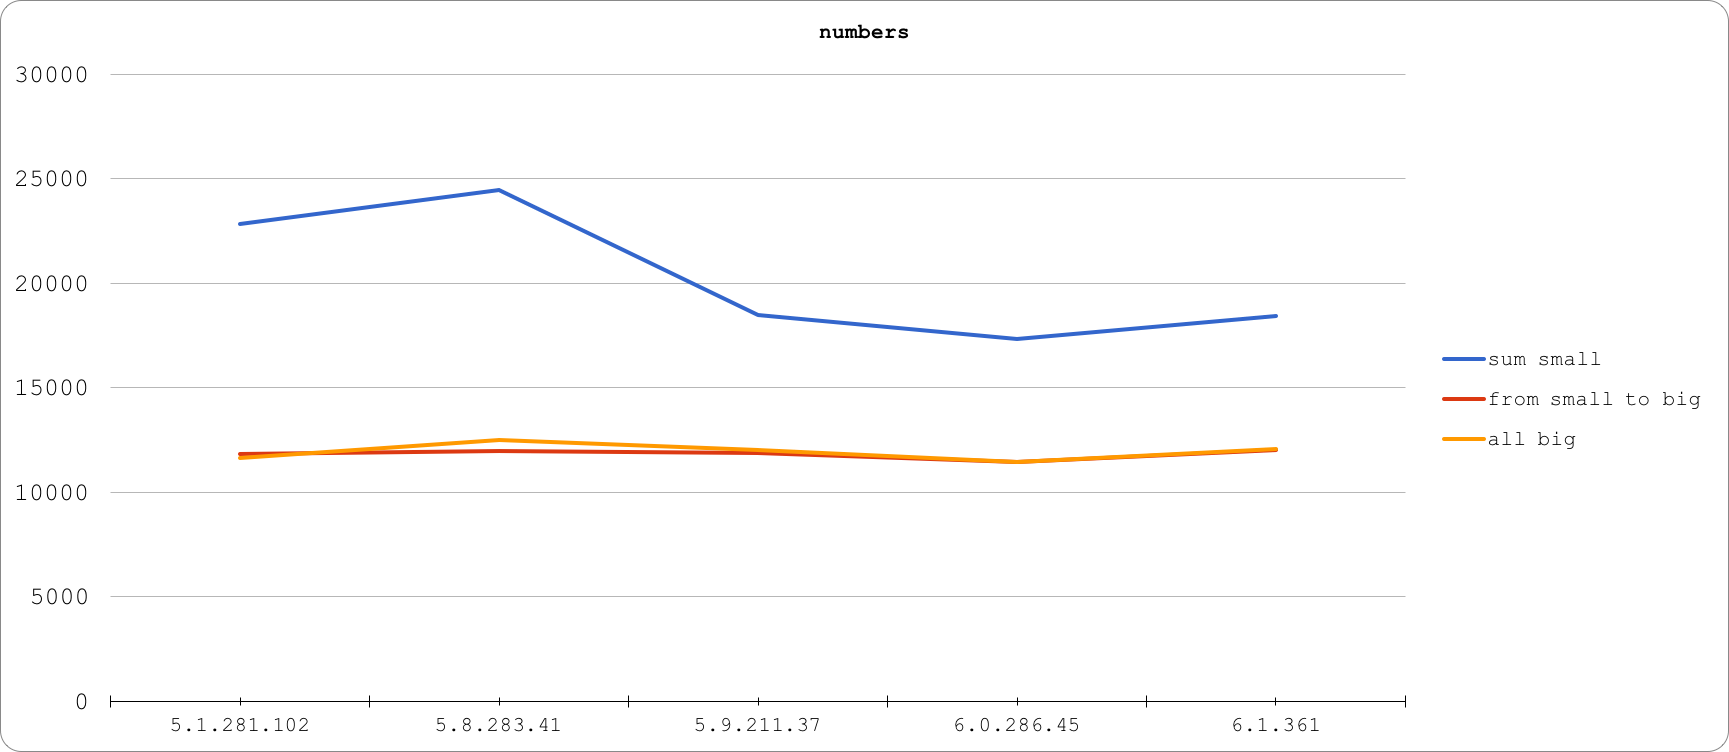 numbers
30000
25000
20000
15000
10000
5000
0
5.1.281.102 5.8.283.41 5.9.211.37 6.0.286.45 6.1.361
sum small
from small to big
all big